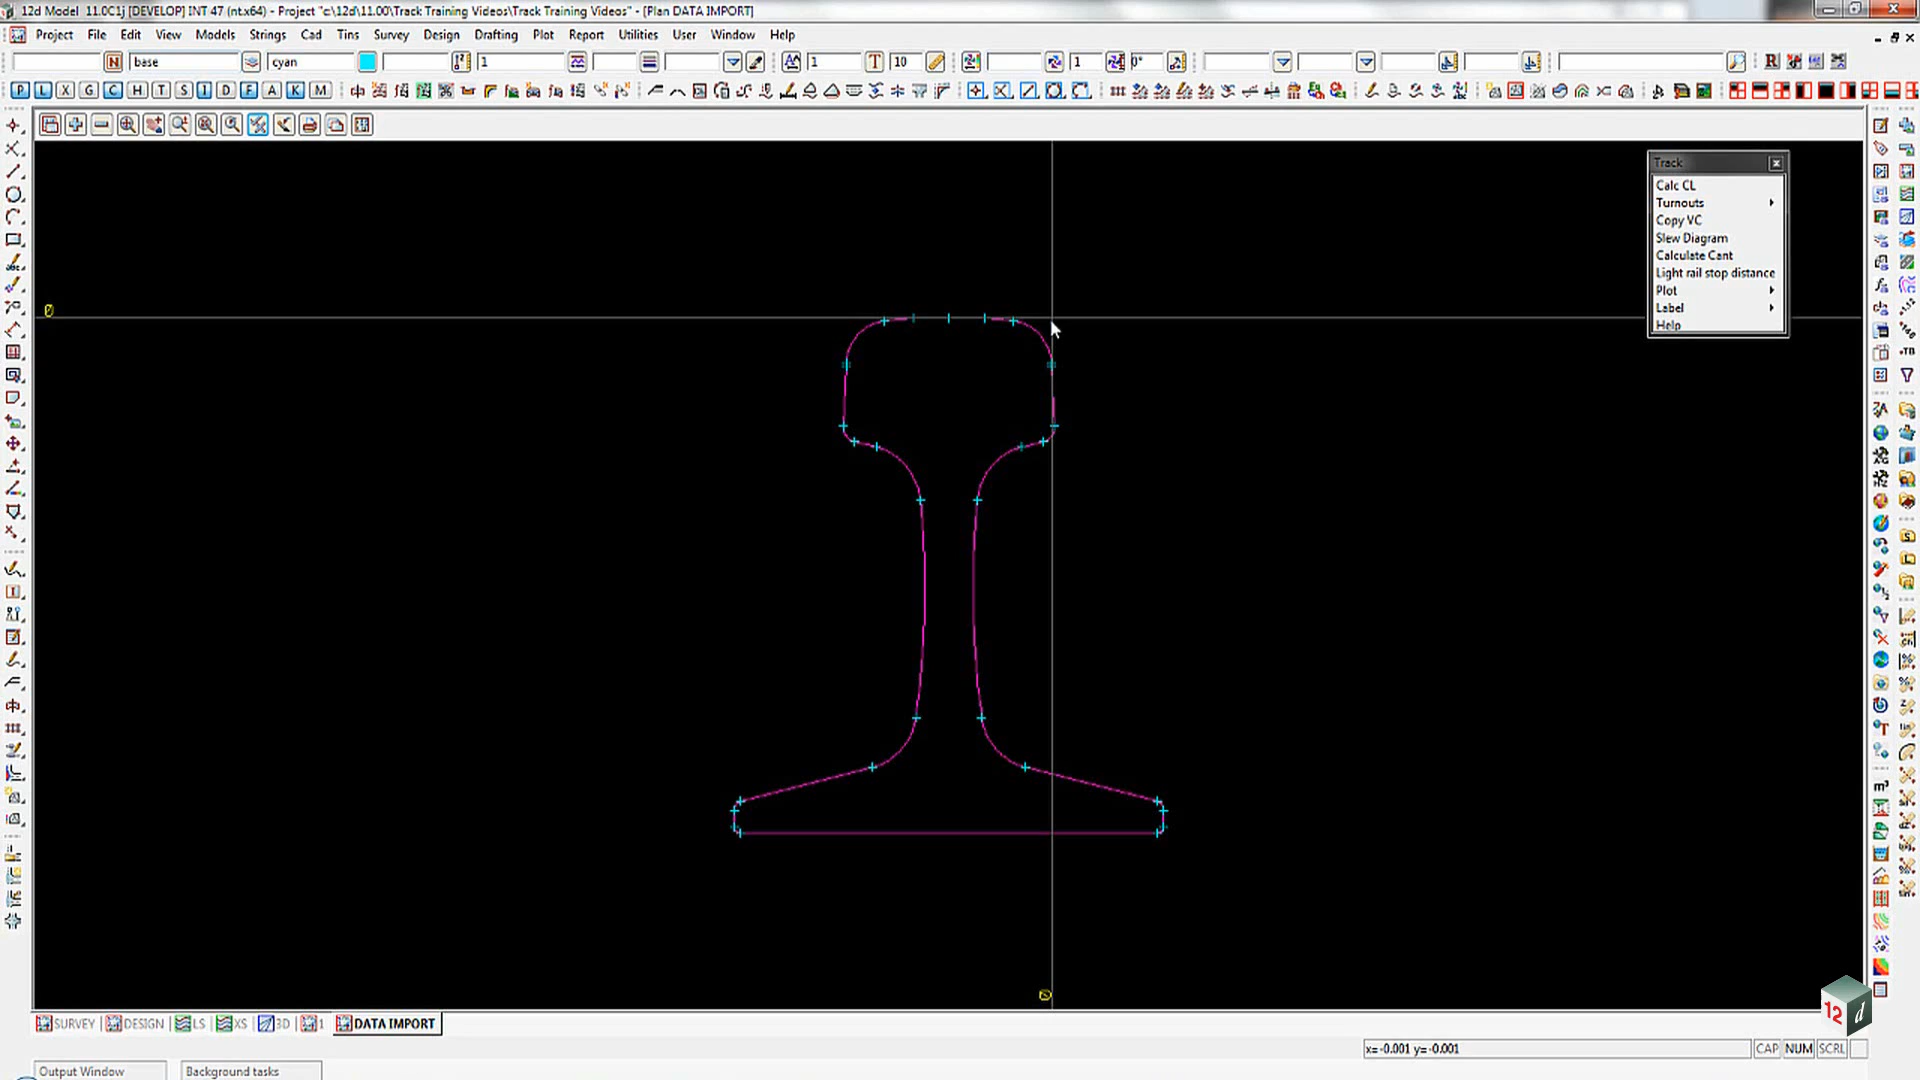 12d Model 11.0C1j [DEVELOP] INT 47 (nt.x64) - Project "c:\12d\11.00\Track Training Videos\Track Training Videos" - [Plan DATA IMPORT]
Project File Edit View Models Strings Cad Tins Survey Design Drafting Plot Report Utilities User Window Help
N base cyan 1 1 T 10 1 0° R
P L X G C H T S I D F A K M
Track
Calc CL
Turnouts
Copy VC
Slew Diagram
Calculate Cant
Light rail stop distance
Plot
Label
Help
0
0
12 d
SURVEY DESIGN LS XS 3D 1 DATA IMPORT
x=-0.001 y=-0.001 CAP NUM SCRL
Output Window Background tasks